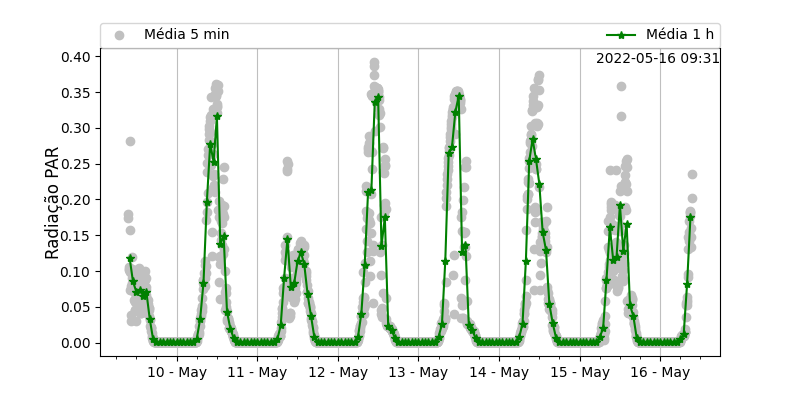 Média 5 min
Média 1 h
2022-05-16 09:31
Radiação PAR
0.40
0.35
0.30
0.25
0.20
0.15
0.10
0.05
0.00
10 - May
11 - May
12 - May
13 - May
14 - May
15 - May
16 - May